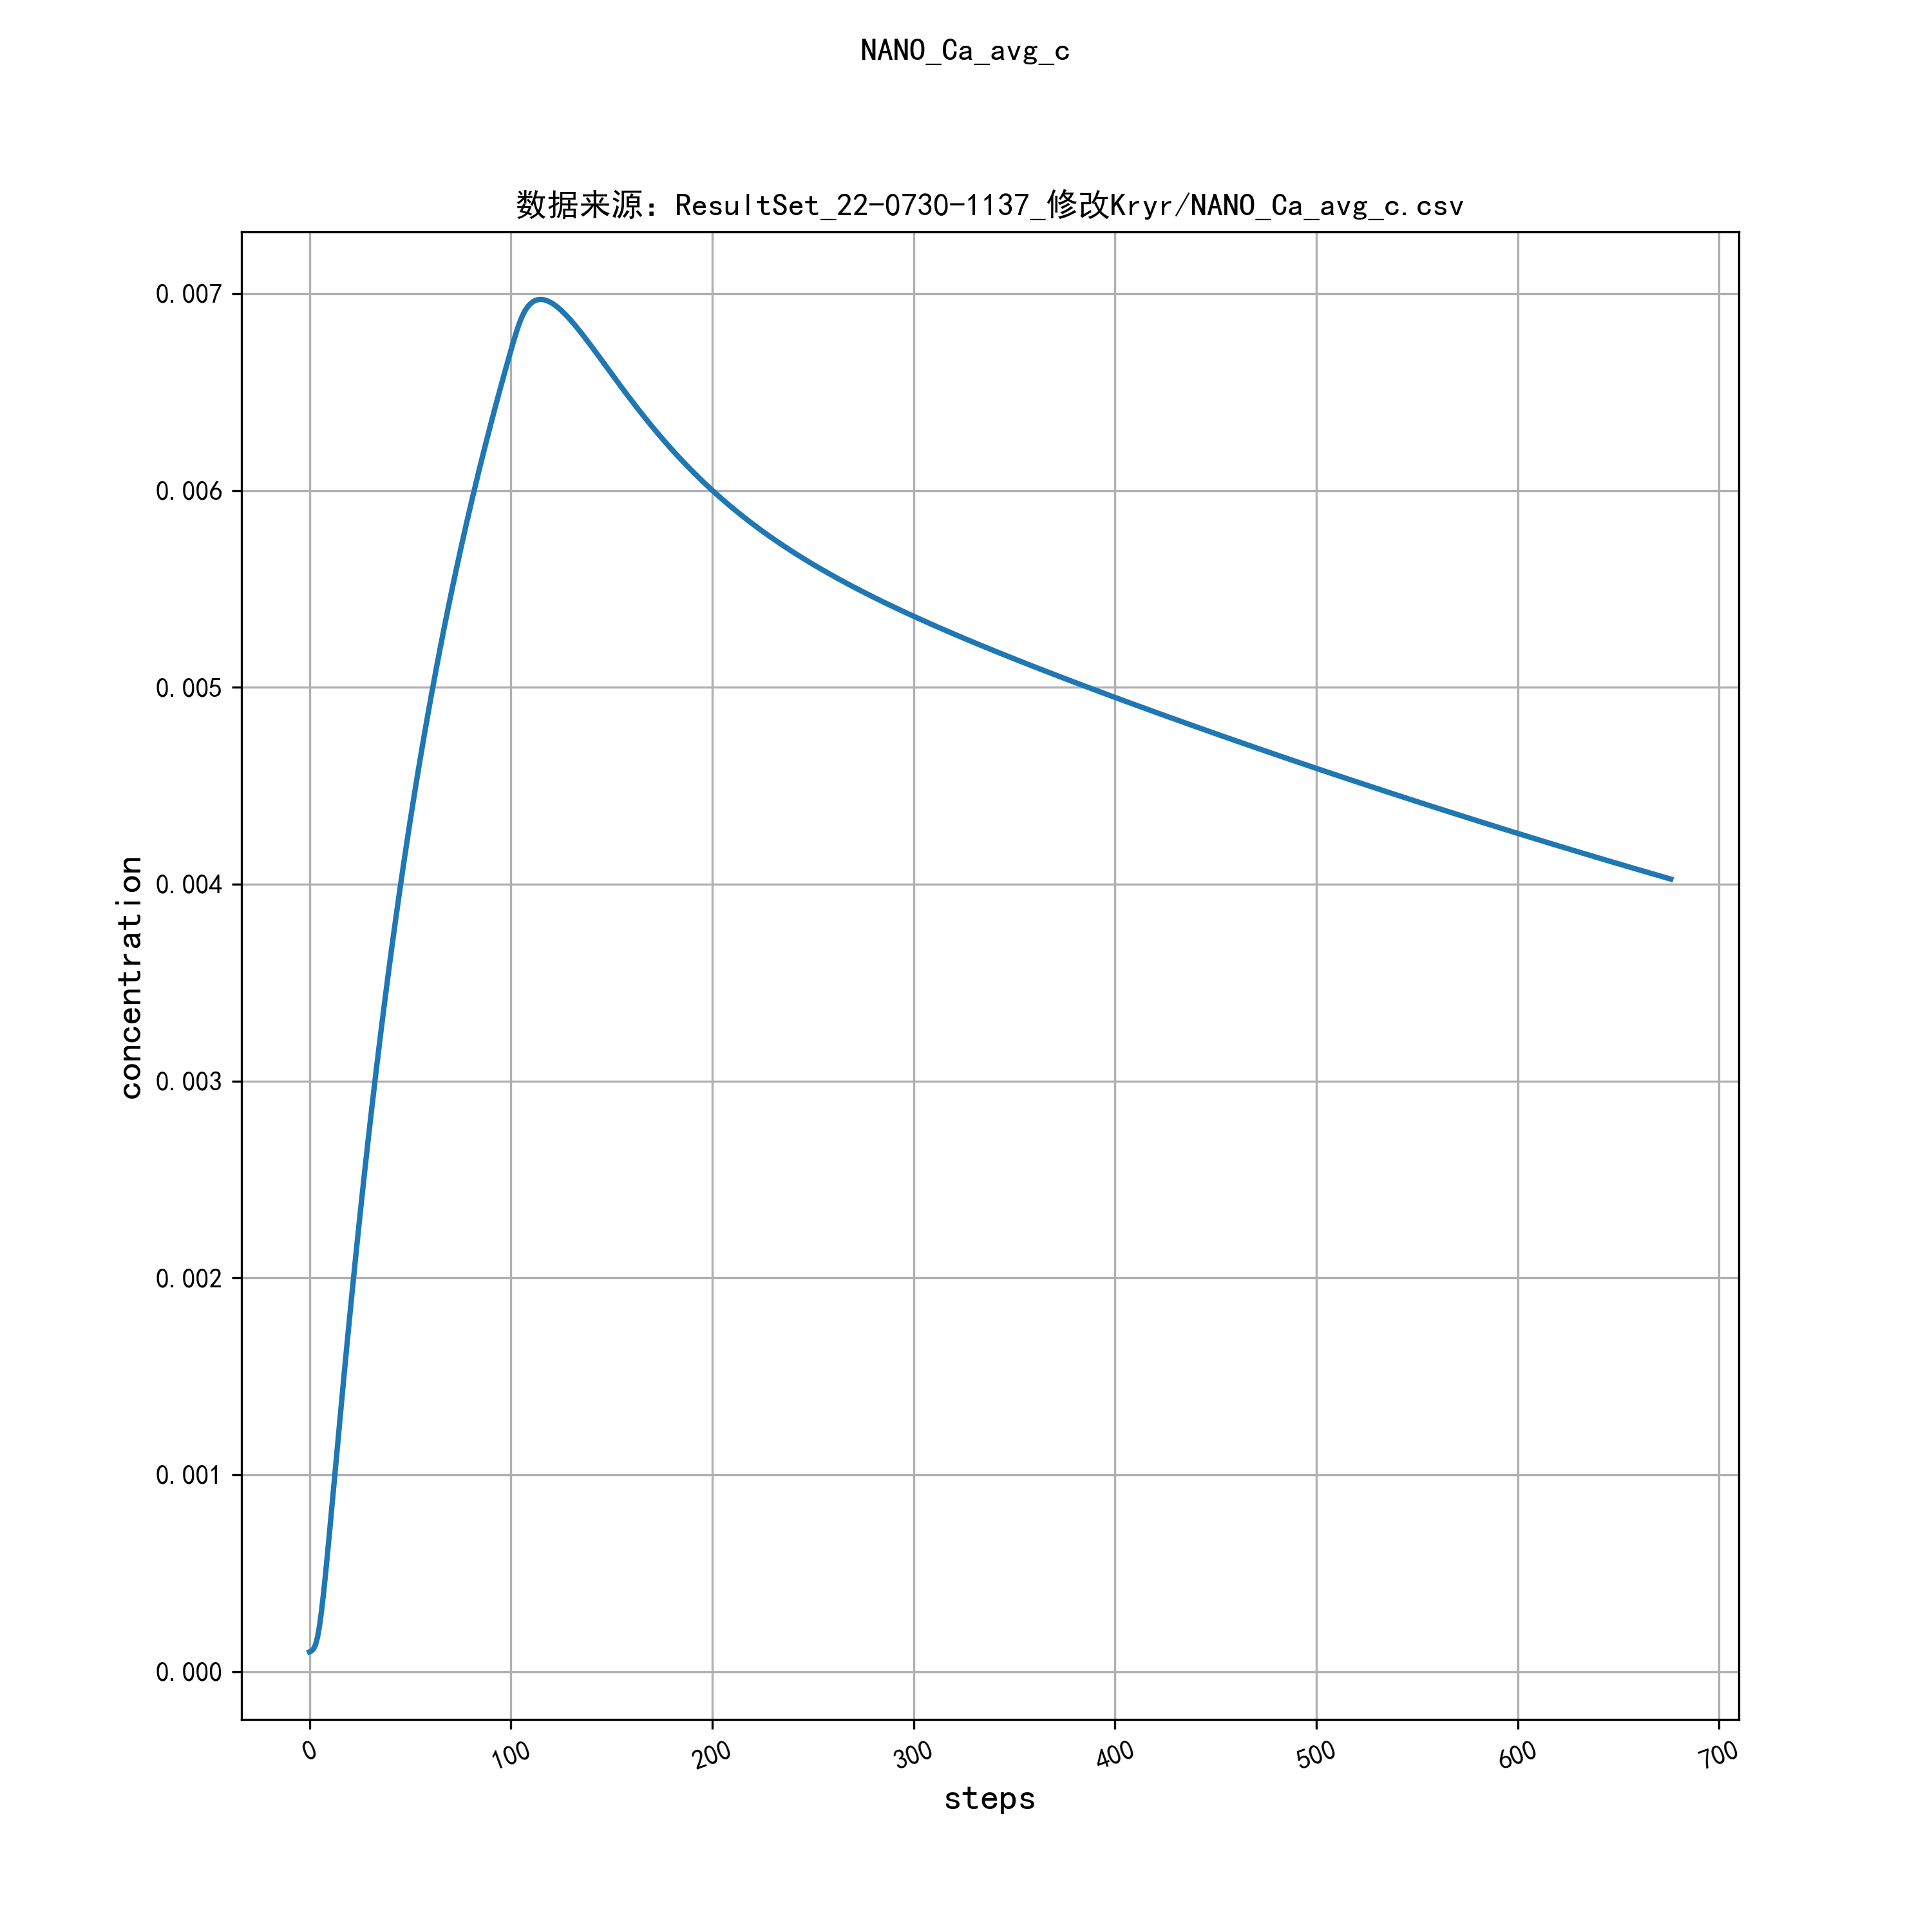 NANO_Ca_avg_c
数据来源：ResultSet_22-0730-1137_修改Kryr/NANO_Ca_avg_c.csv
0.007
0.006
0.005
0.004
0.003
0.002
0.001
0.000
concentration
0 100 200 300 400 500 600 700
steps